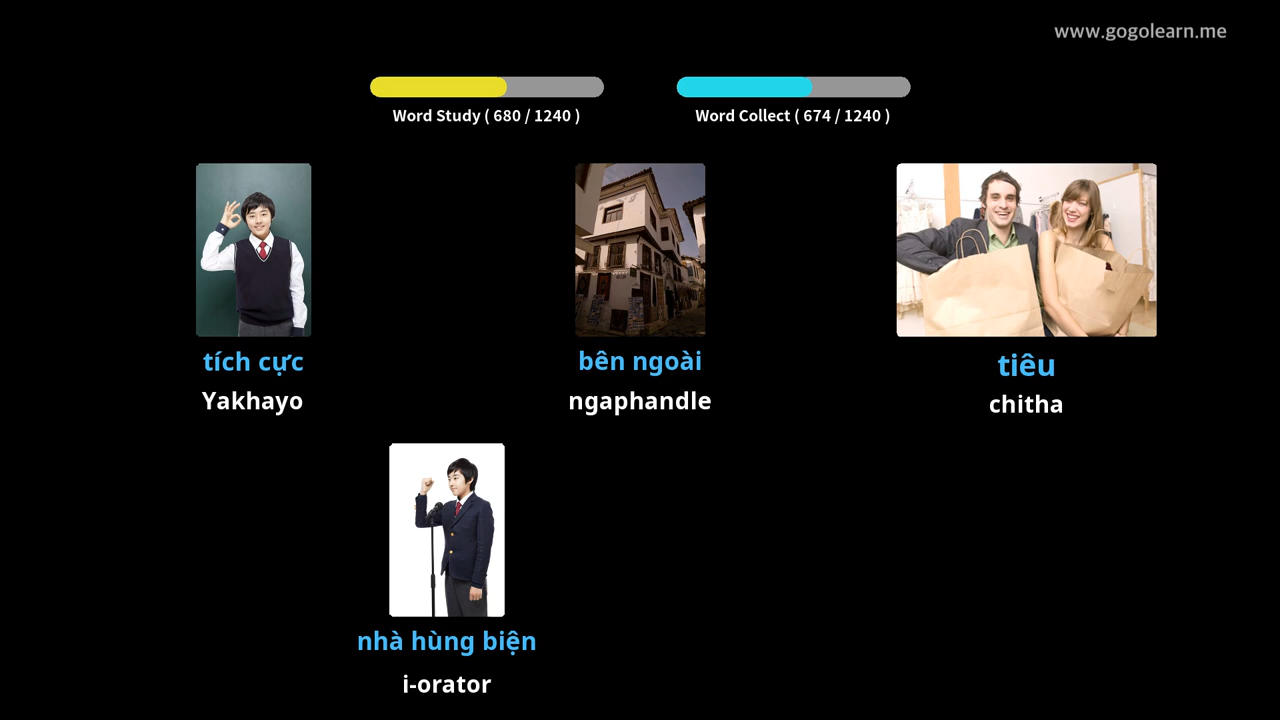 www.gogolearn.me
Word Study ( 680 / 1240 )
Word Collect ( 674 / 1240 )
tích cực
Yakhayo
bên ngoài
ngaphandle
tiêu
chitha
nhà hùng biện
i-orator